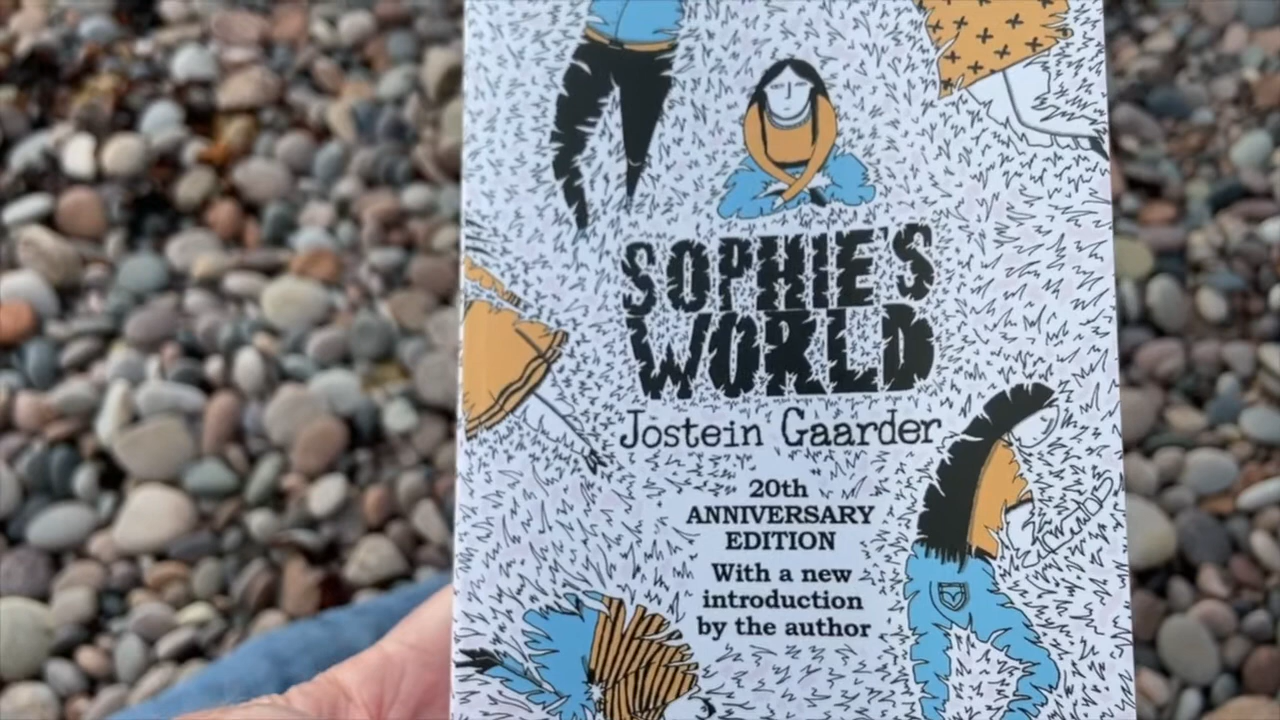 SOPHIE'S
WORLD
Jostein Gaarder
20th
ANNIVERSARY
EDITION
With a new
introduction
by the author